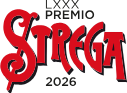 LXXX
PREMIO
STREGA
2026